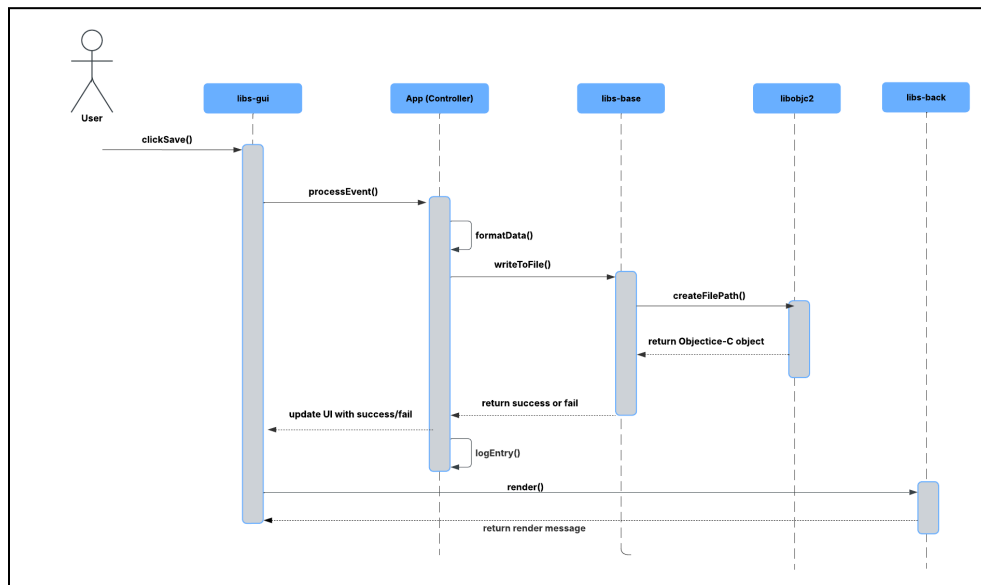 libs-gui
App (Controller)
libs-base
libobjc2
libs-back
User
clickSave()
processEvent()
formatData()
writeToFile()
createFilePath()
return Objectice-C object
return success or fail
update UI with success/fail
logEntry()
render()
return render message